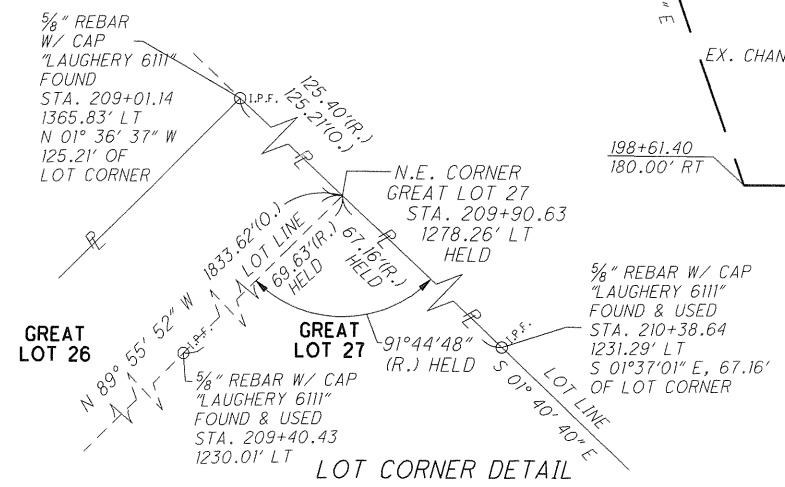 5/8" REBAR
W/ CAP
"LAUGHERY 6111"
FOUND
STA. 209+01.14
1365.83' LT
N 01° 36' 37" W
125.21' OF
LOT CORNER
I.P.F.
125.40'(R.)
125.21'(O.)
" E
EX. CHAN
198+61.40
180.00' RT
N.E. CORNER
GREAT LOT 27
STA. 209+90.63
1278.26' LT
HELD
PL
PL
PL
PL
1833.62'(O.)
LOT LINE
69.63'(R.)
HELD
67.16'(R.)
HELD
N 89° 55' 52" W
GREAT
LOT 26
I.P.F.
GREAT
LOT 27
91°44'48"
(R.) HELD
I.P.F.
5/8" REBAR W/ CAP
"LAUGHERY 6111"
FOUND & USED
STA. 210+38.64
1231.29' LT
S 01°37'01" E, 67.16'
OF LOT CORNER
S 01° 40' 40" E
LOT LINE
5/8" REBAR W/ CAP
"LAUGHERY 6111"
FOUND & USED
STA. 209+40.43
1230.01' LT
LOT CORNER DETAIL